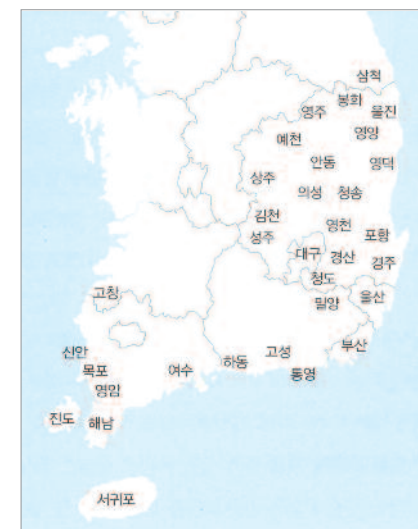 삼척
봉화
영주
울진
영양
예천
안동
영덕
상주
의성
청송
김천
영천
성주
포항
대구
경산
경주
청도
고창
밀양
울산
신안
고성
부산
목포
여수
하동
통영
영암
진도
해남
서귀포